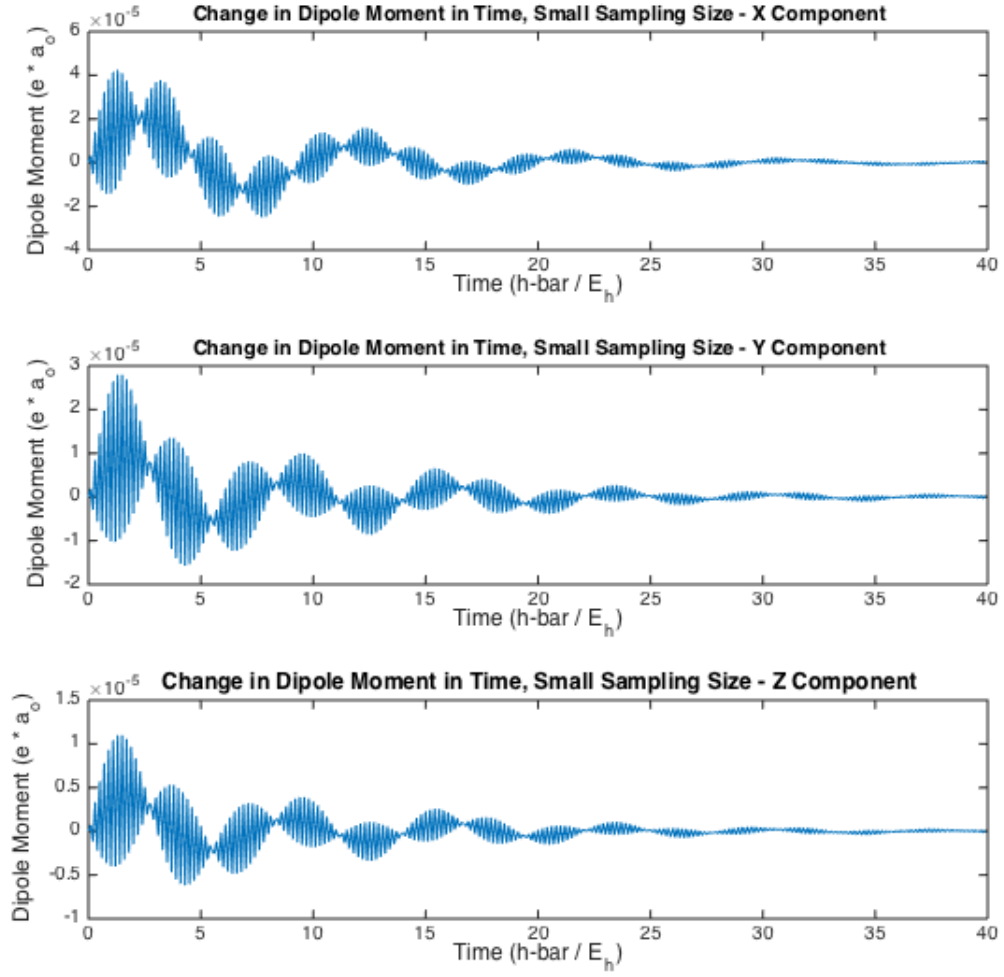 Change in Dipole Moment in Time, Small Sampling Size - X Component
×10⁻⁵
6
4
2
0
-2
-4
Dipole Moment (e * aₒ)
0 5 10 15 20 25 30 35 40
Time (h-bar / Eₕ)
Change in Dipole Moment in Time, Small Sampling Size - Y Component
×10⁻⁵
3
2
1
0
-1
-2
Dipole Moment (e * aₒ)
0 5 10 15 20 25 30 35 40
Time (h-bar / Eₕ)
Change in Dipole Moment in Time, Small Sampling Size - Z Component
×10⁻⁵
1.5
1
0.5
0
-0.5
-1
Dipole Moment (e * aₒ)
0 5 10 15 20 25 30 35 40
Time (h-bar / Eₕ)